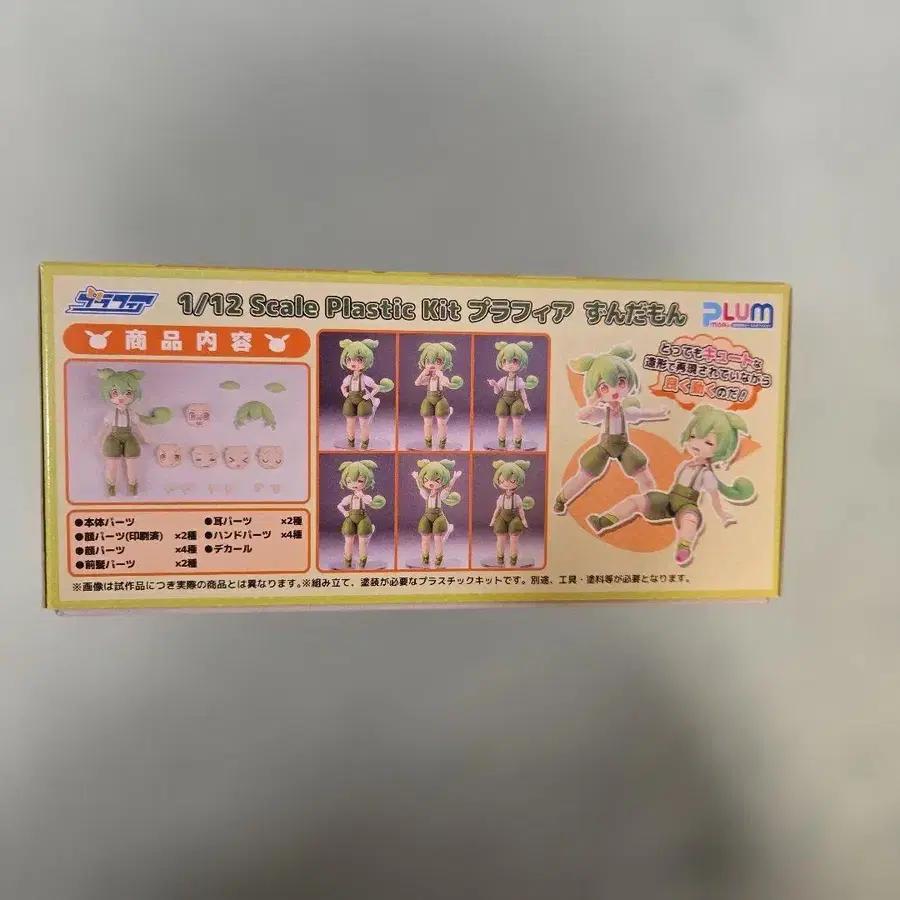 プラフィア 1/12 Scale Plastic Kit プラフィア ずんだもん PLUM
商品内容
●本体パーツ
●顔パーツ(印刷済) ×2種
●顔パーツ ×4種
●前髪パーツ ×2種
●耳パーツ ×2種
●ハンドパーツ ×4種
●デカール
とってもキュートな
造形で再現されていながら
良く動くのだ!
※画像は試作品につき実際の商品とは異なります。※組み立て、塗装が必要なプラスチックキットです。別途、工具・塗料等が必要となります。